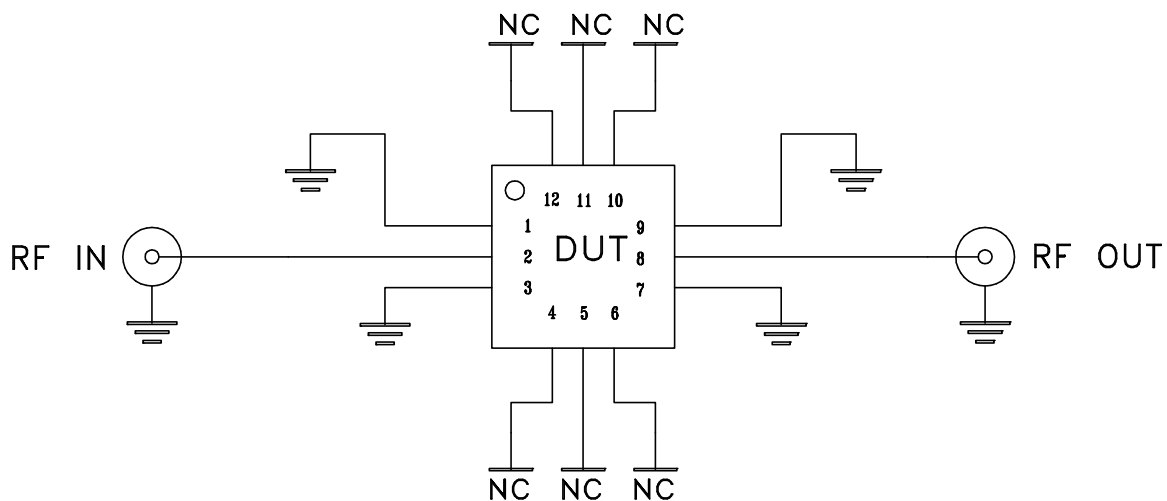 NC NC NC
12 11 10
1 9
RF IN 2 DUT 8 RF OUT
3 7
4 5 6
NC NC NC